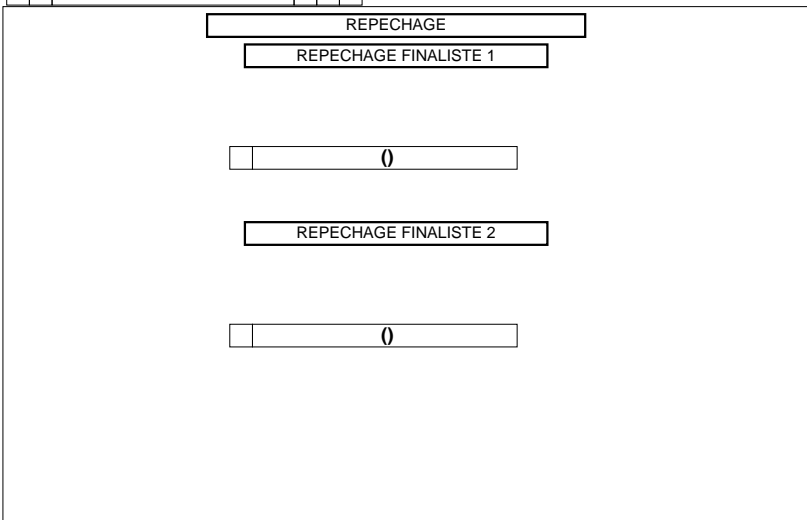 REPECHAGE
REPECHAGE FINALISTE 1
()
REPECHAGE FINALISTE 2
()